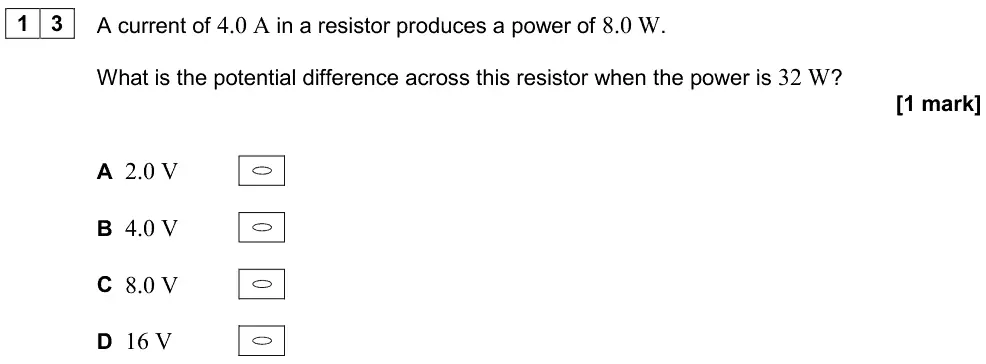 1 3 A current of 4.0 A in a resistor produces a power of 8.0 W.
What is the potential difference across this resistor when the power is 32 W?
[1 mark]
A 2.0 V
B 4.0 V
C 8.0 V
D 16 V